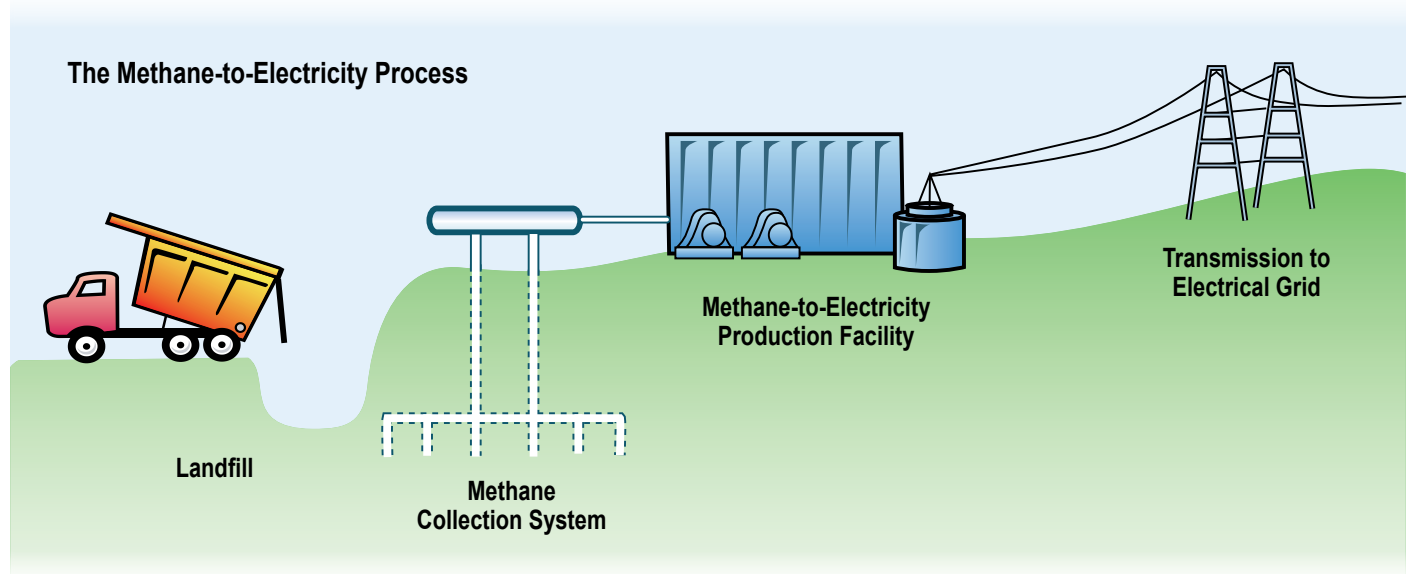 The Methane-to-Electricity Process
Landfill
Methane
Collection System
Methane-to-Electricity
Production Facility
Transmission to
Electrical Grid